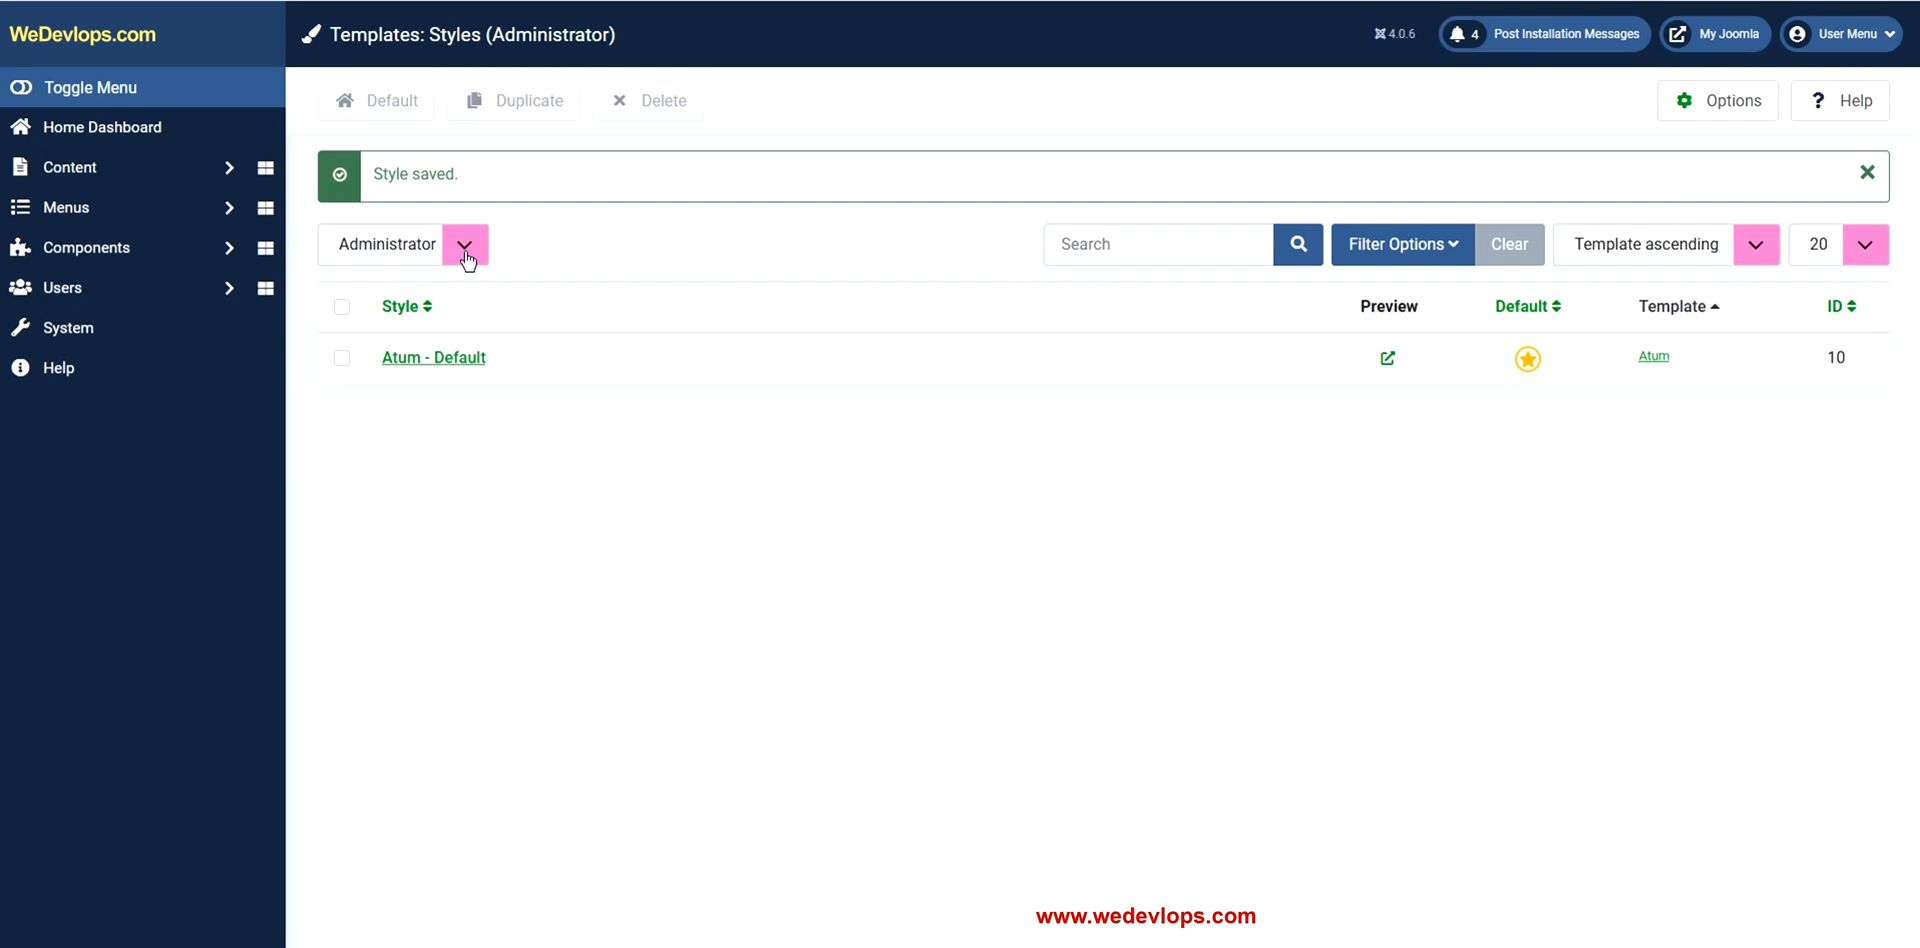 WeDevlops.com
Templates: Styles (Administrator)
4.0.6
4 Post Installation Messages
My Joomla
User Menu
Toggle Menu
Home Dashboard
Content
Menus
Components
Users
System
Help
Default
Duplicate
Delete
Options
? Help
Style saved.
Administrator
Search
Filter Options
Clear
Template ascending
20
Style
Preview
Default
Template
ID
Atum - Default
Atum
10
www.wedevlops.com